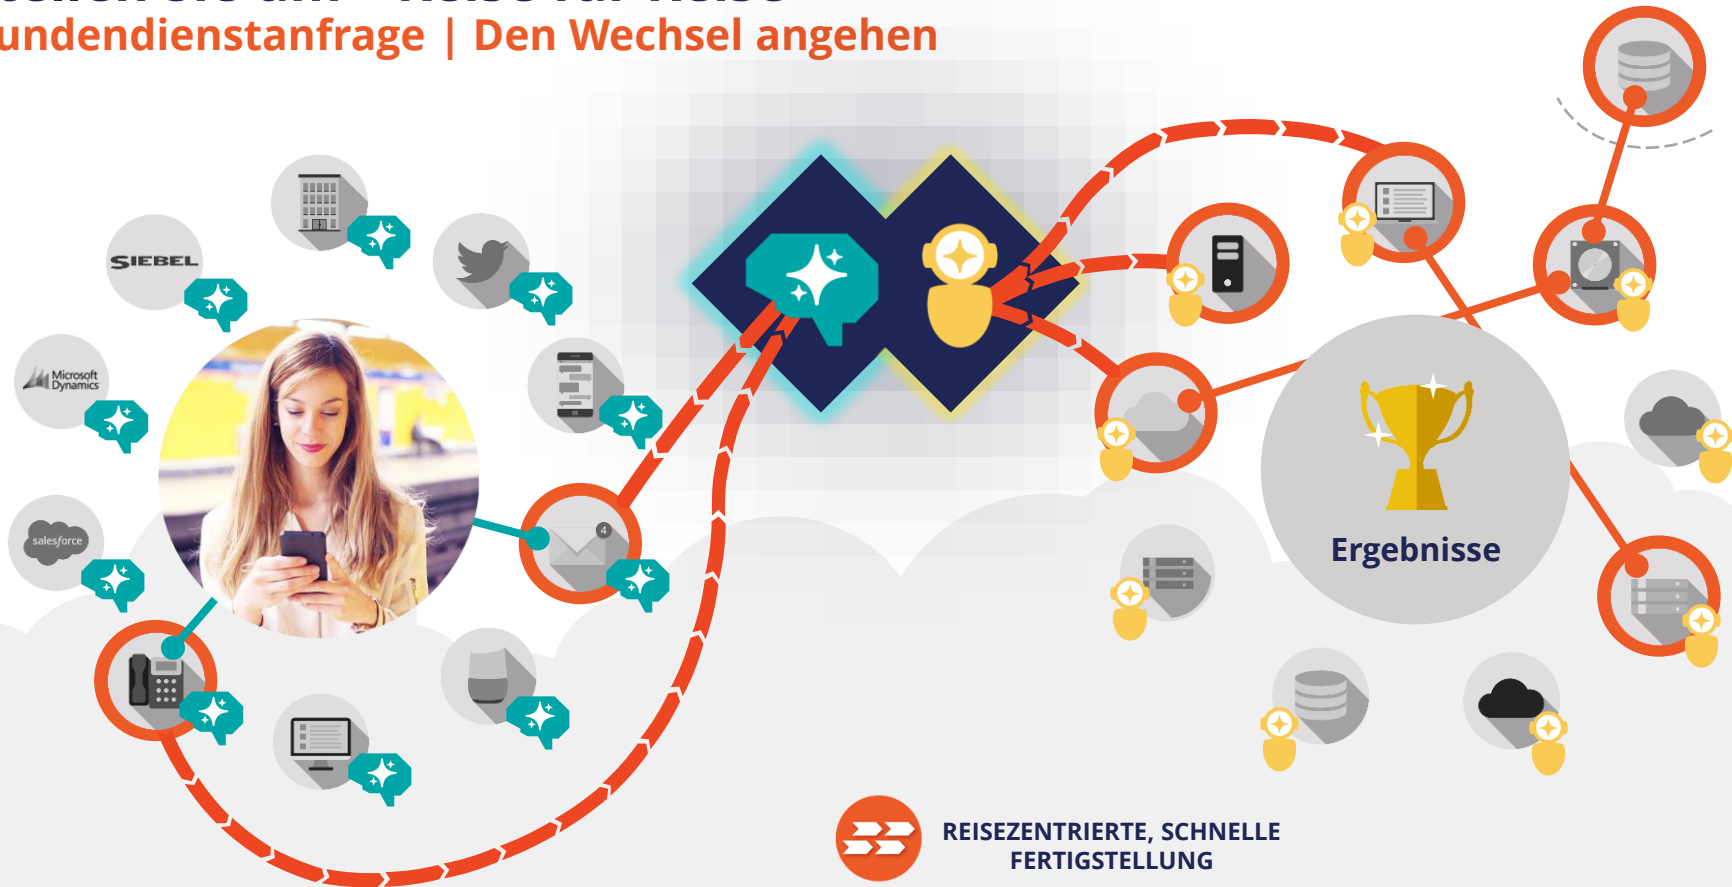 undendienstanfrage | Den Wechsel angehen
SIEBEL
Microsoft
Dynamics
salesforce
4
Ergebnisse
REISEZENTRIERTE, SCHNELLE
FERTIGSTELLUNG